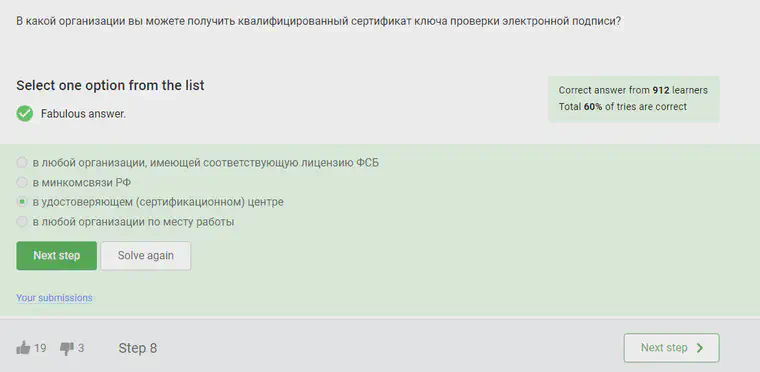 В какой организации вы можете получить квалифицированный сертификат ключа проверки электронной подписи?
Select one option from the list
Correct answer from 912 learners
Total 60% of tries are correct
Fabulous answer.
в любой организации, имеющей соответствующую лицензию ФСБ
в минкомсвязи РФ
в удостоверяющем (сертификационном) центре
в любой организации по месту работы
Next step
Solve again
Your submissions
19
3
Step 8
Next step